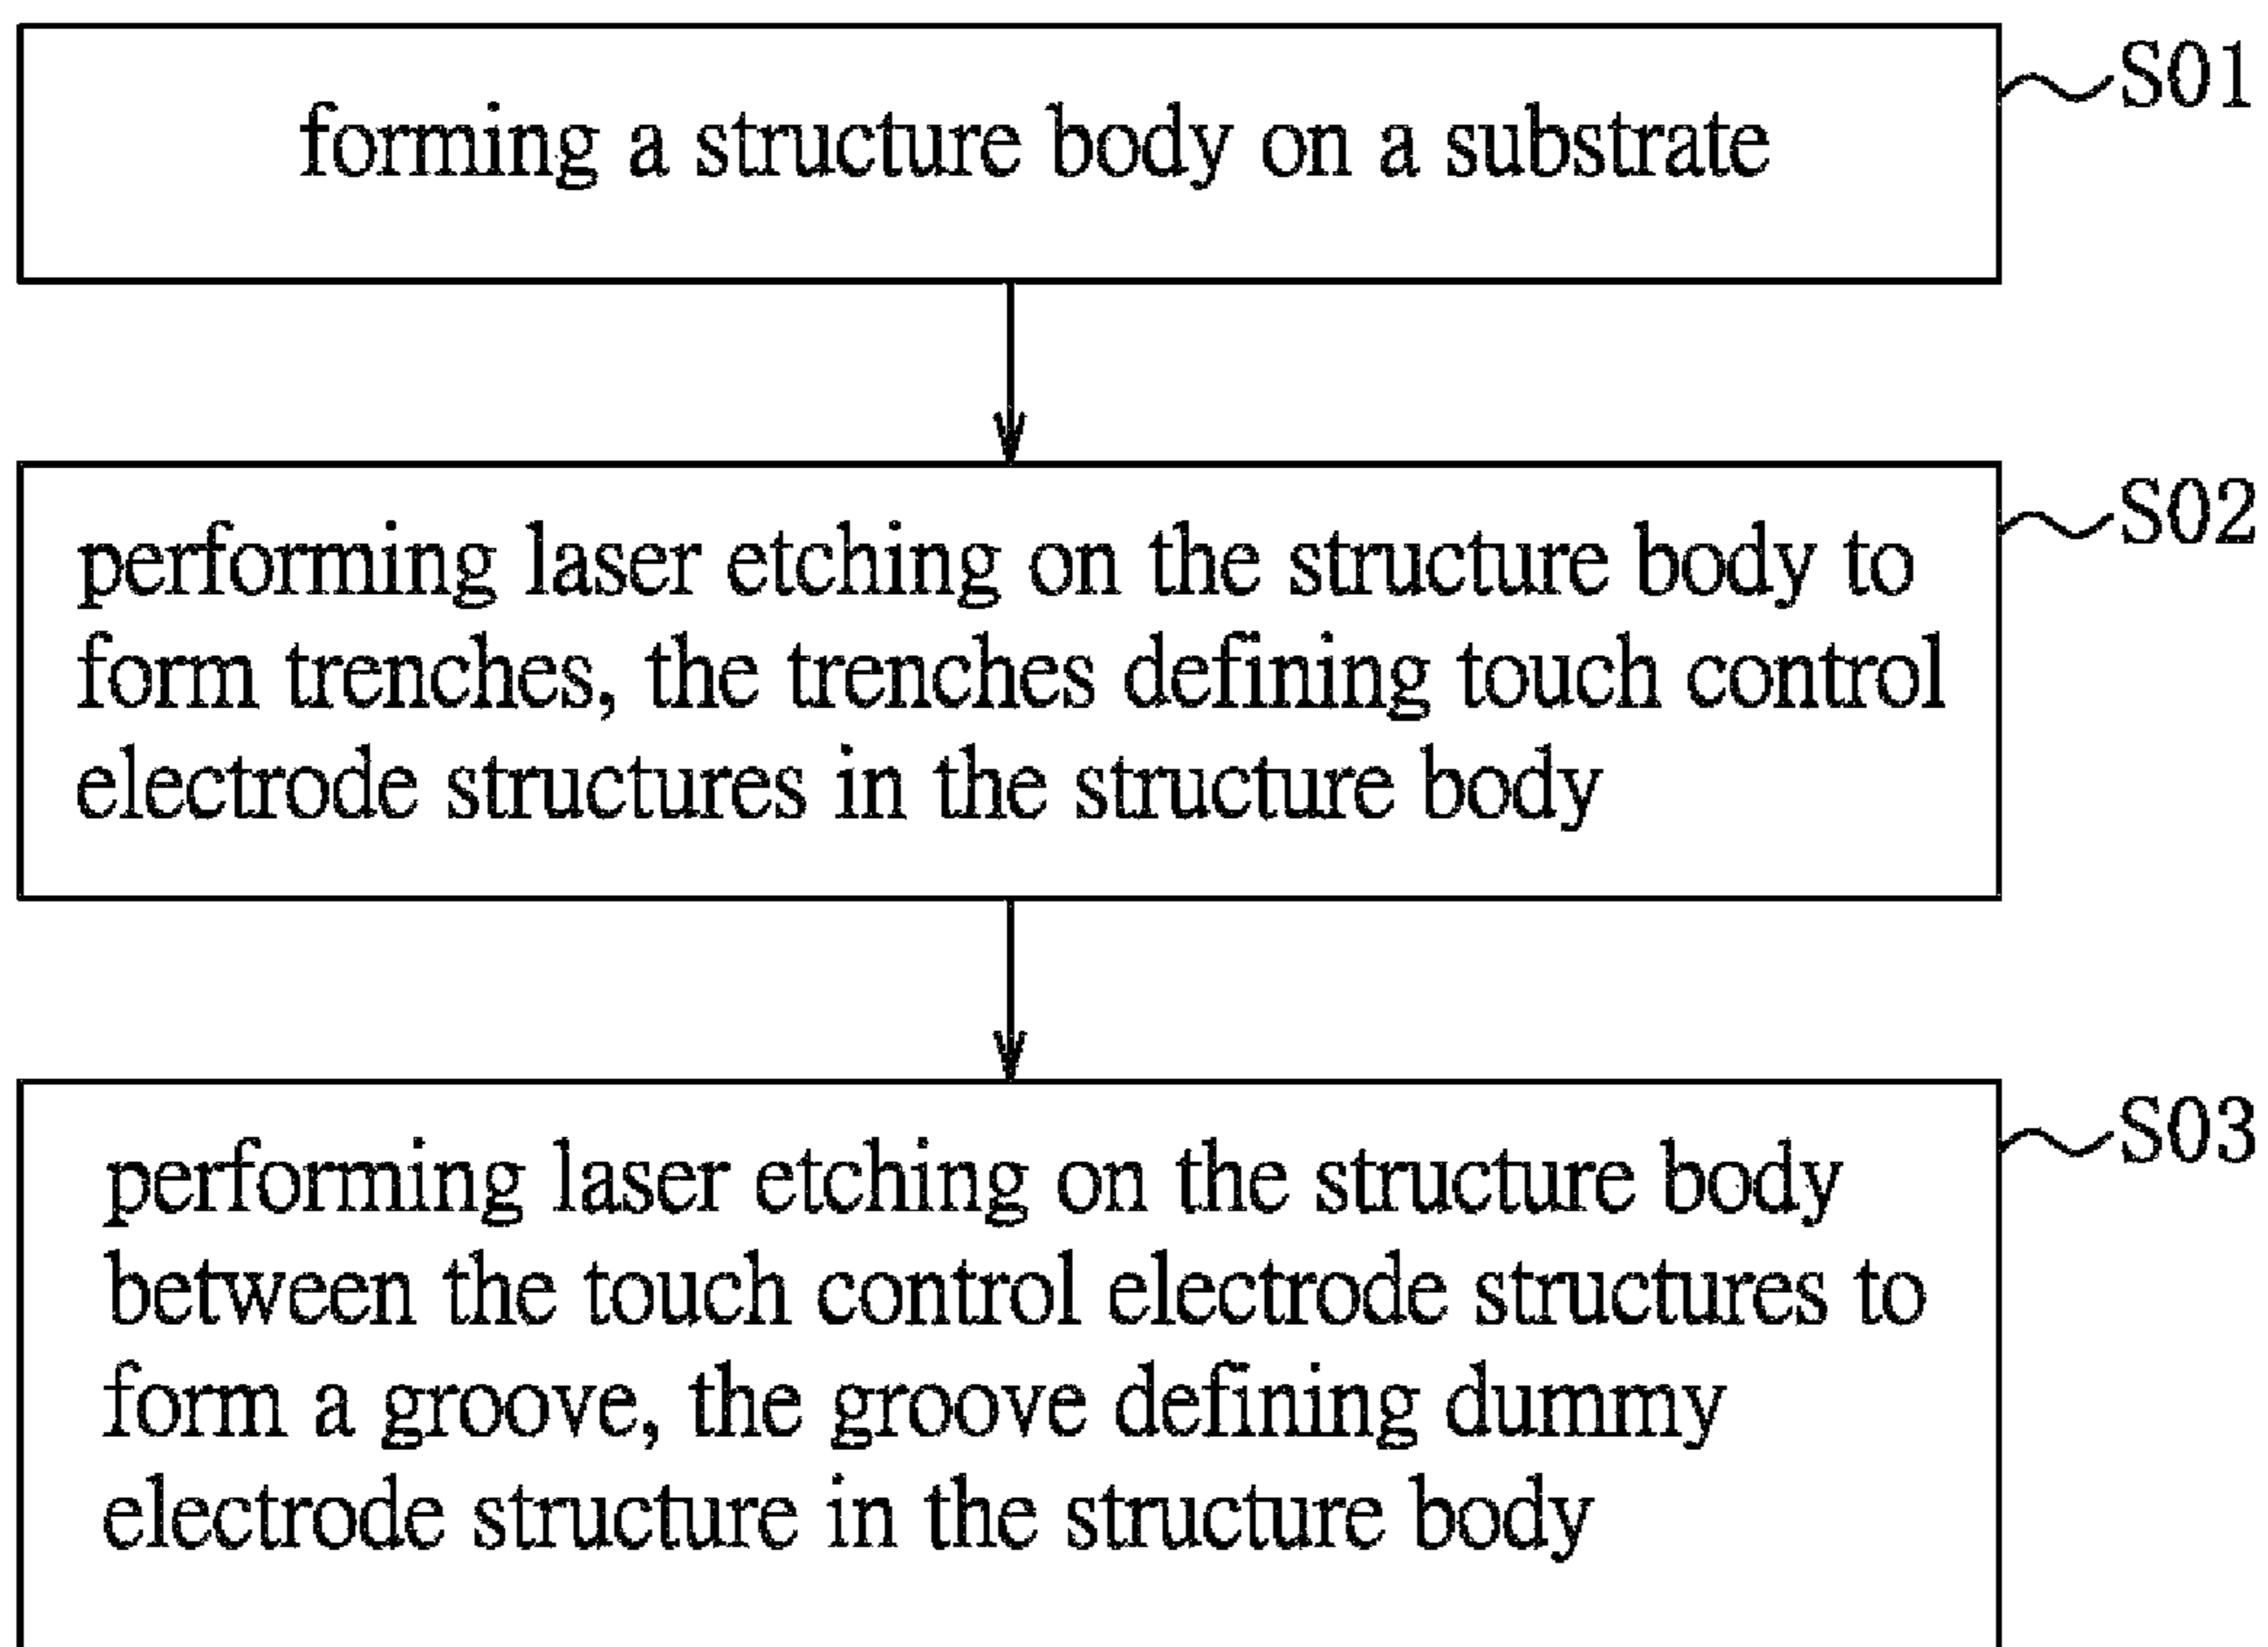 forming a structure body on a substrate
S01
performing laser etching on the structure body to
form trenches, the trenches defining touch control
electrode structures in the structure body
S02
performing laser etching on the structure body
between the touch control electrode structures to
form a groove, the groove defining dummy
electrode structure in the structure body
S03